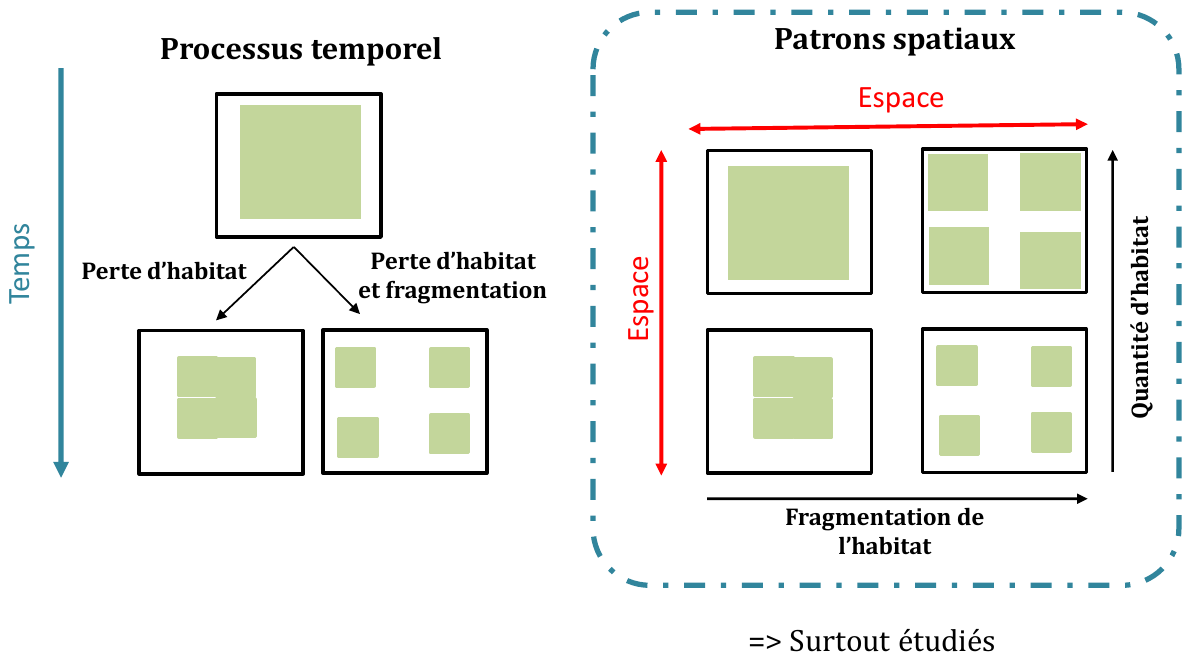 Processus temporel
Temps
Perte d'habitat
Perte d'habitat
et fragmentation
Patrons spatiaux
Espace
Espace
Quantité d'habitat
Fragmentation de
l'habitat
=> Surtout étudiés